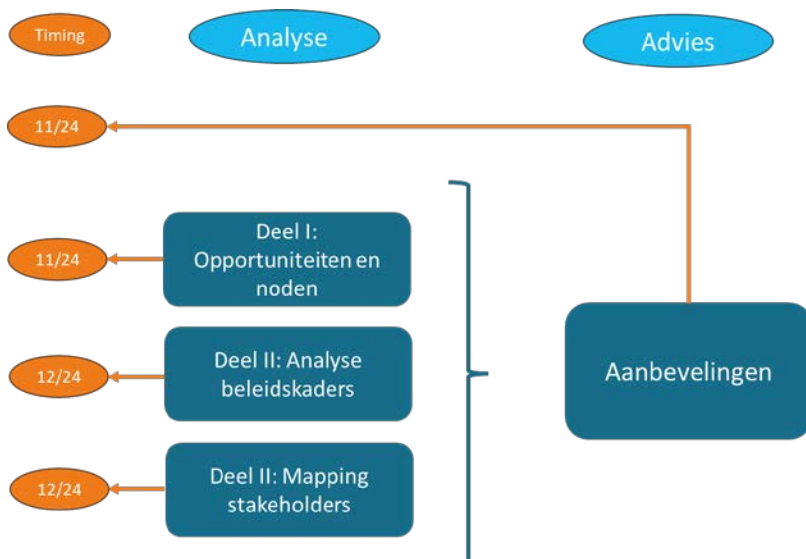 Timing
Analyse
Advies
11/24
11/24
Deel I:
Opportuniteiten en
noden
12/24
Deel II: Analyse
beleidskaders
Aanbevelingen
12/24
Deel II: Mapping
stakeholders